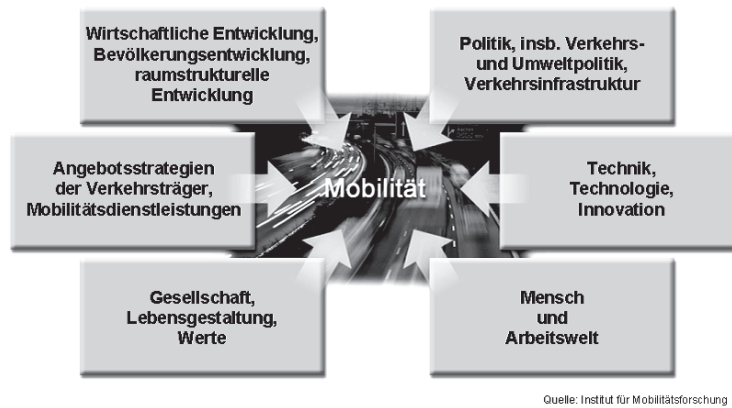 Wirtschaftliche Entwicklung,
Bevölkerungsentwicklung,
raumstrukturelle
Entwicklung
Politik, insb. Verkehrs-
und Umweltpolitik,
Verkehrsinfrastruktur
Angebotsstrategien
der Verkehrsträger,
Mobilitätsdienstleistungen
Mobilität
Technik,
Technologie,
Innovation
Gesellschaft,
Lebensgestaltung,
Werte
Mensch
und
Arbeitswelt
Quelle: Institut für Mobilitätsforschung